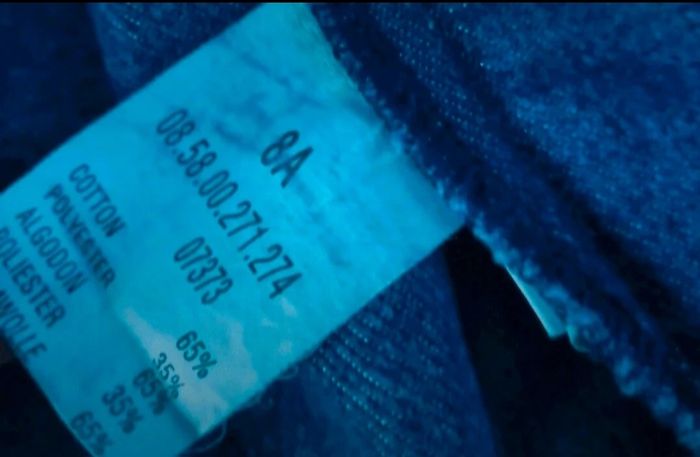 8A
08.58.00.271.274
07373
COTTON 65%
POLYESTER 35%
ALGODON 65%
POLIESTER 35%
65%